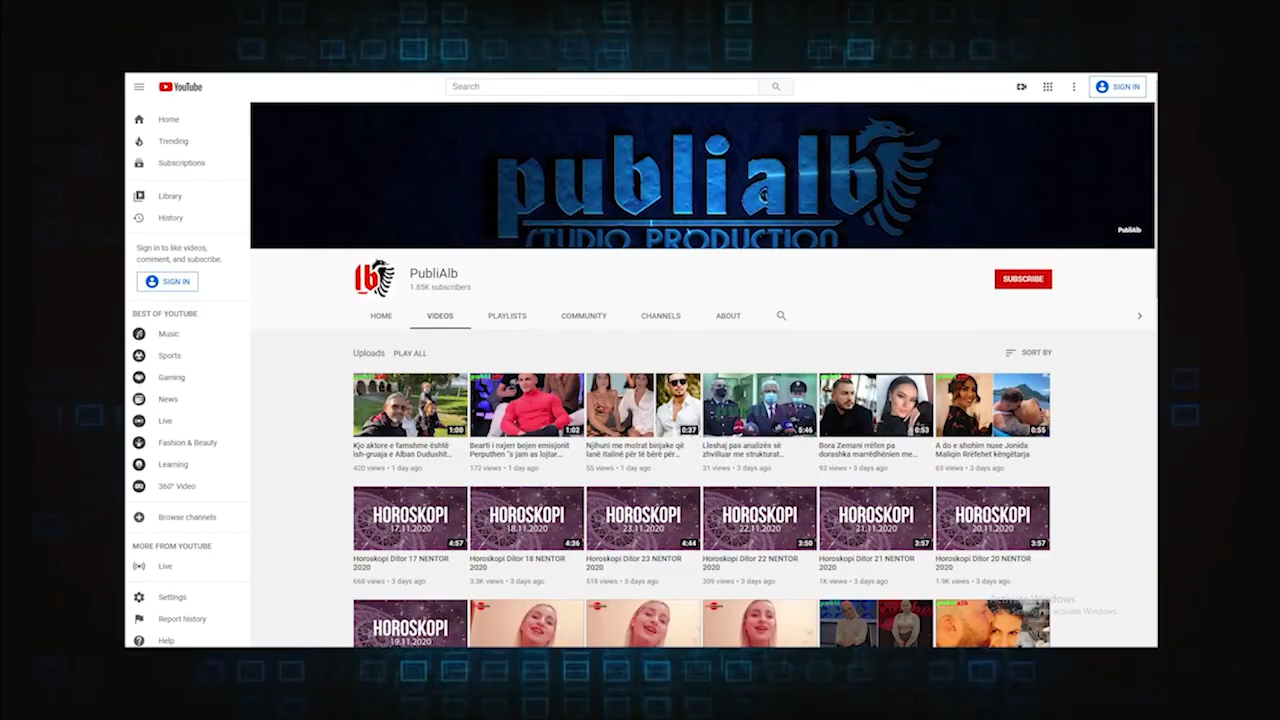 YouTube
Search
SIGN IN
Home
Trending
Subscriptions
Library
History
Sign in to like videos,
comment, and subscribe.
SIGN IN
BEST OF YOUTUBE
Music
Sports
Gaming
News
Live
Fashion & Beauty
Learning
360° Video
Browse channels
MORE FROM YOUTUBE
Live
Settings
Report history
Help
publialb
STUDIO PRODUCTION
PubliAlb
lb
PubliAlb
1.85K subscribers
SUBSCRIBE
HOME VIDEOS PLAYLISTS COMMUNITY CHANNELS ABOUT
Uploads PLAY ALL
SORT BY
1:00
Kjo aktore e famshme është
ish-gruaja e Alban Dudushit...
420 views • 1 day ago
1:02
Bearti i nxjerr bojen emisjonit
Perputhen "s jam as lojtar...
172 views • 1 day ago
0:37
Njihuni me motrat binjake që
lanë Italinë për të bërë për...
55 views • 1 day ago
5:46
Lleshaj pas analizës së
zhvilluar me strukturat...
31 views • 3 days ago
0:53
Bora Zemani rrëfen pa
dorashka marrëdhënien me...
93 views • 3 days ago
0:55
A do e shohim nuse Jonida
Maliqin Rrëfehet këngëtarja
63 views • 3 days ago
HOROSKOPI
17.11.2020
4:57
Horoskopi Ditor 17 NENTOR
2020
668 views • 3 days ago
HOROSKOPI
18.11.2020
4:36
Horoskopi Ditor 18 NENTOR
2020
3.3K views • 3 days ago
HOROSKOPI
23.11.2020
4:44
Horoskopi Ditor 23 NENTOR
2020
518 views • 3 days ago
HOROSKOPI
22.11.2020
3:50
Horoskopi Ditor 22 NENTOR
2020
309 views • 3 days ago
HOROSKOPI
21.11.2020
3:57
Horoskopi Ditor 21 NENTOR
2020
1K views • 3 days ago
HOROSKOPI
20.11.2020
3:57
Horoskopi Ditor 20 NENTOR
2020
1.9K views • 3 days ago
HOROSKOPI
19.11.2020
Activate Windows
activate Windows.